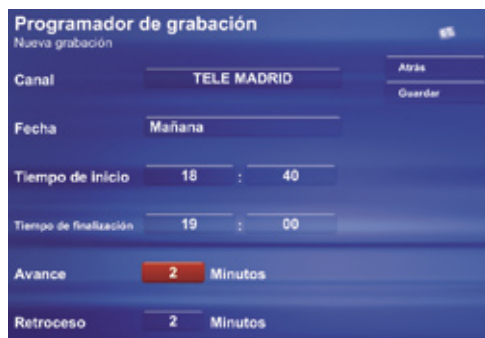 Programador de grabación
Nueva grabación
Canal TELE MADRID
Atrás
Guardar
Fecha Mañana
Tiempo de inicio 18 : 40
Tiempo de finalización 19 : 00
Avance 2 Minutos
Retroceso 2 Minutos